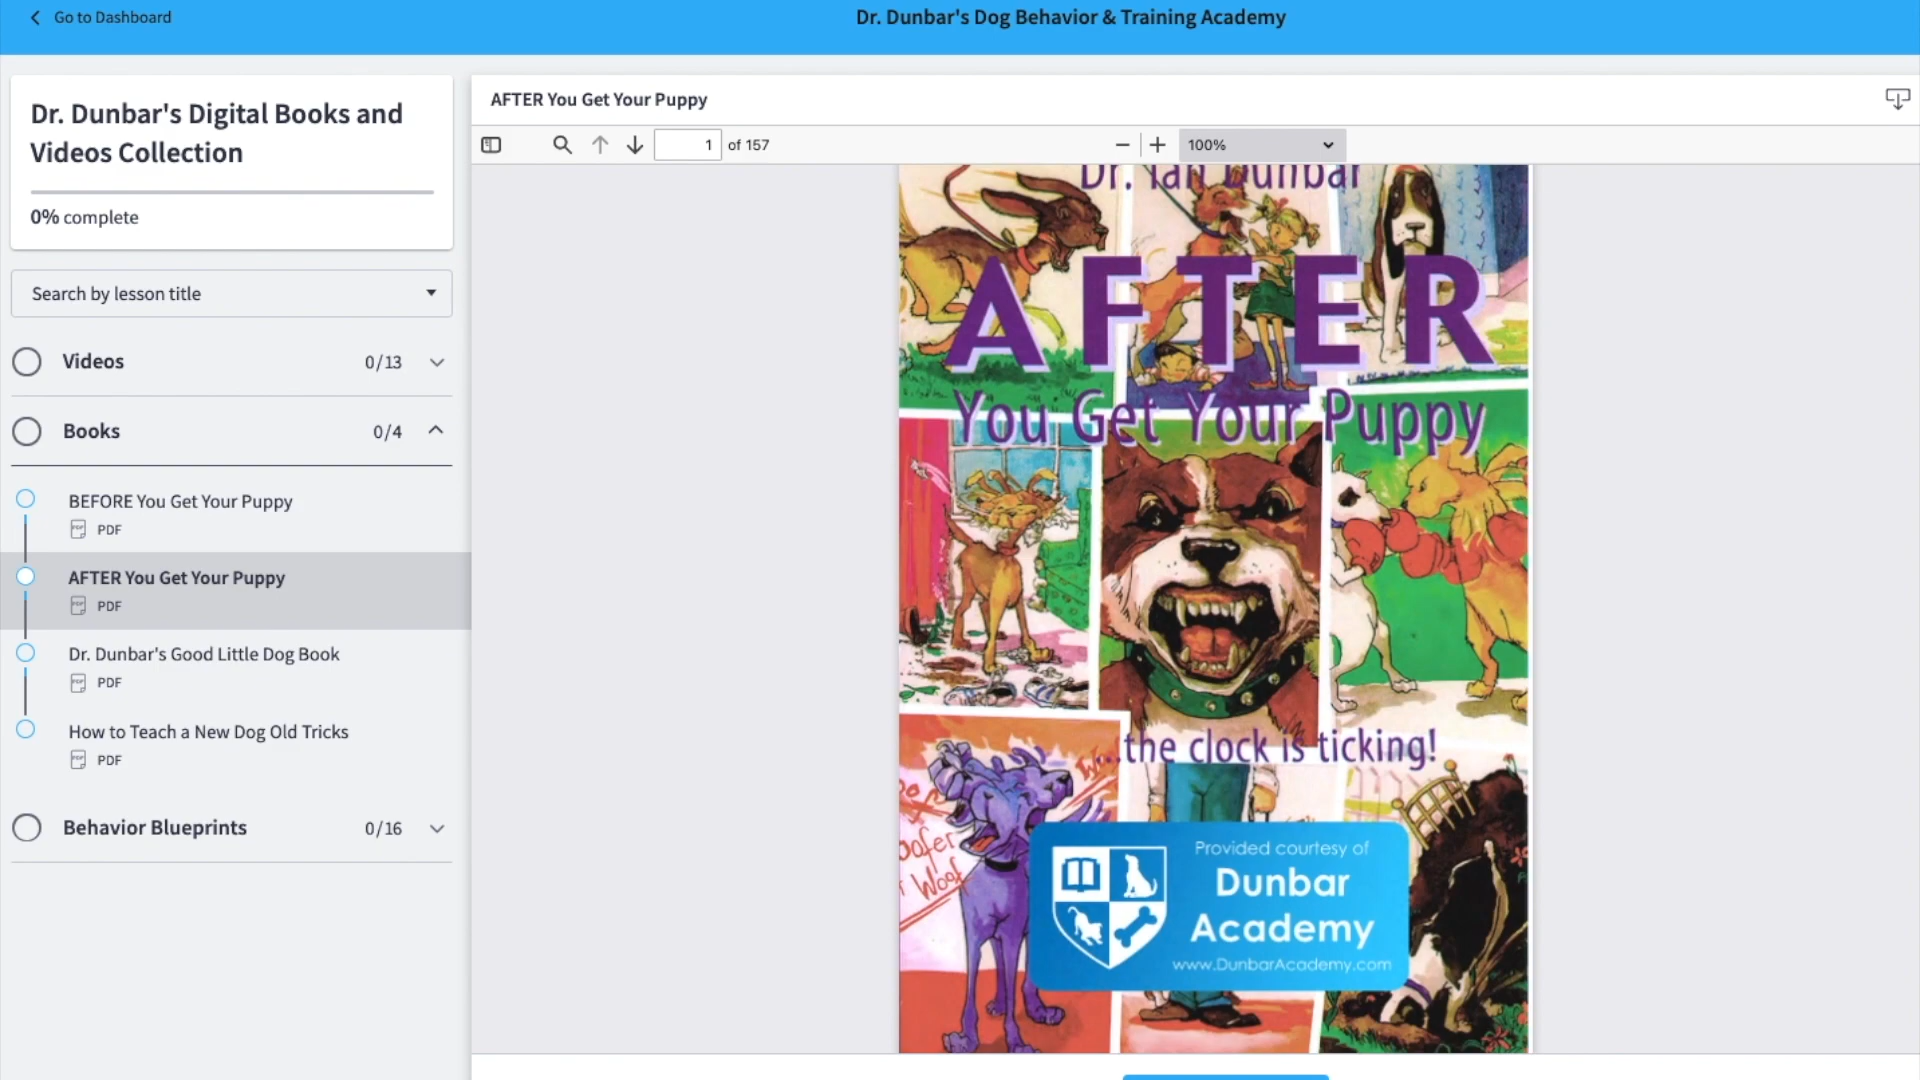 Go to Dashboard
Dr. Dunbar's Dog Behavior & Training Academy
Dr. Dunbar's Digital Books and
Videos Collection
0% complete
Search by lesson title
Videos 0/13
Books 0/4
BEFORE You Get Your Puppy
PDF
AFTER You Get Your Puppy
PDF
Dr. Dunbar's Good Little Dog Book
PDF
How to Teach a New Dog Old Tricks
PDF
Behavior Blueprints 0/16
AFTER You Get Your Puppy
1 of 157
100%
Dr. Ian Dunbar
AFTER
You Get Your Puppy
...the clock is ticking!
Woof
Provided courtesy of
Dunbar
Academy
www.DunbarAcademy.com